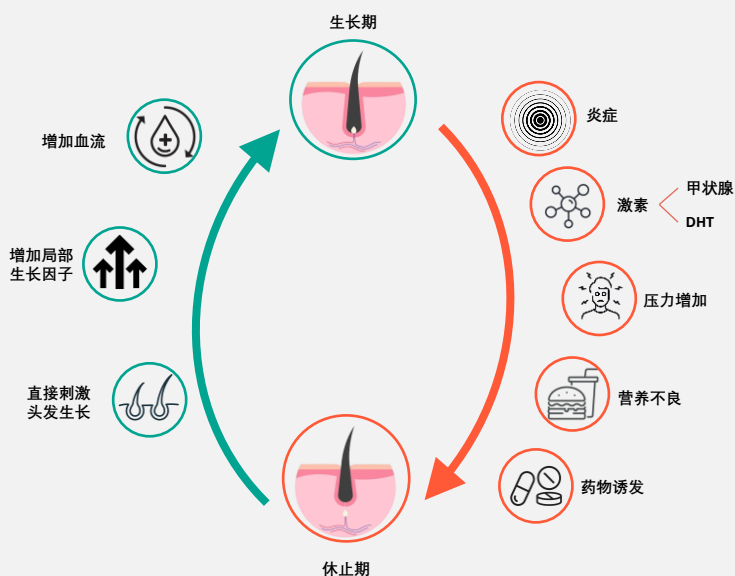 生长期
炎症
增加血流
激素
甲状腺
DHT
增加局部
生长因子
压力增加
直接刺激
头发生长
营养不良
药物诱发
休止期